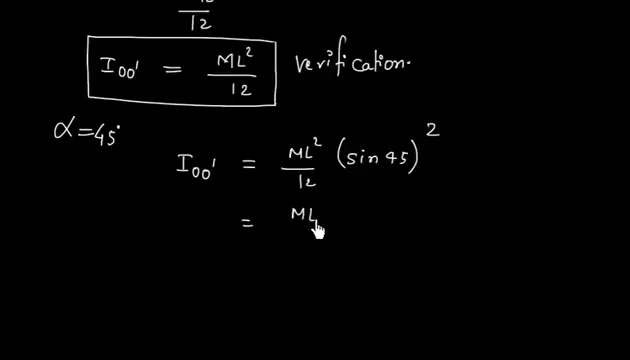 12
I₀₀' = ML²/12 verification.
α = 45°
I₀₀' = ML²/12 (sin 45)²
= ML